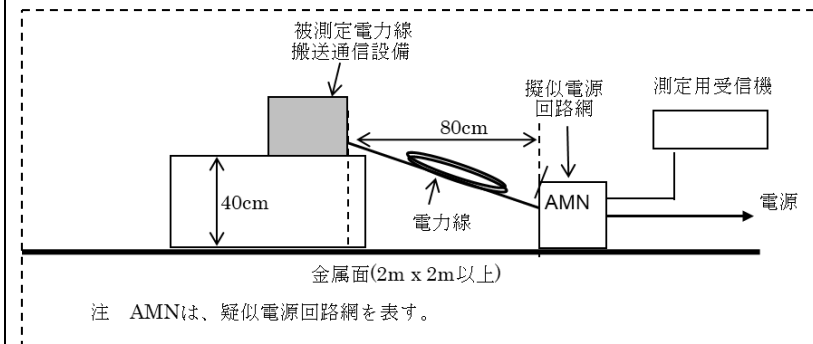 被測定電力線
搬送通信設備
擬似電源
回路網
測定用受信機
80cm
40cm
電力線
AMN
電源
金属面(2m x 2m以上)
注　AMNは、疑似電源回路網を表す。